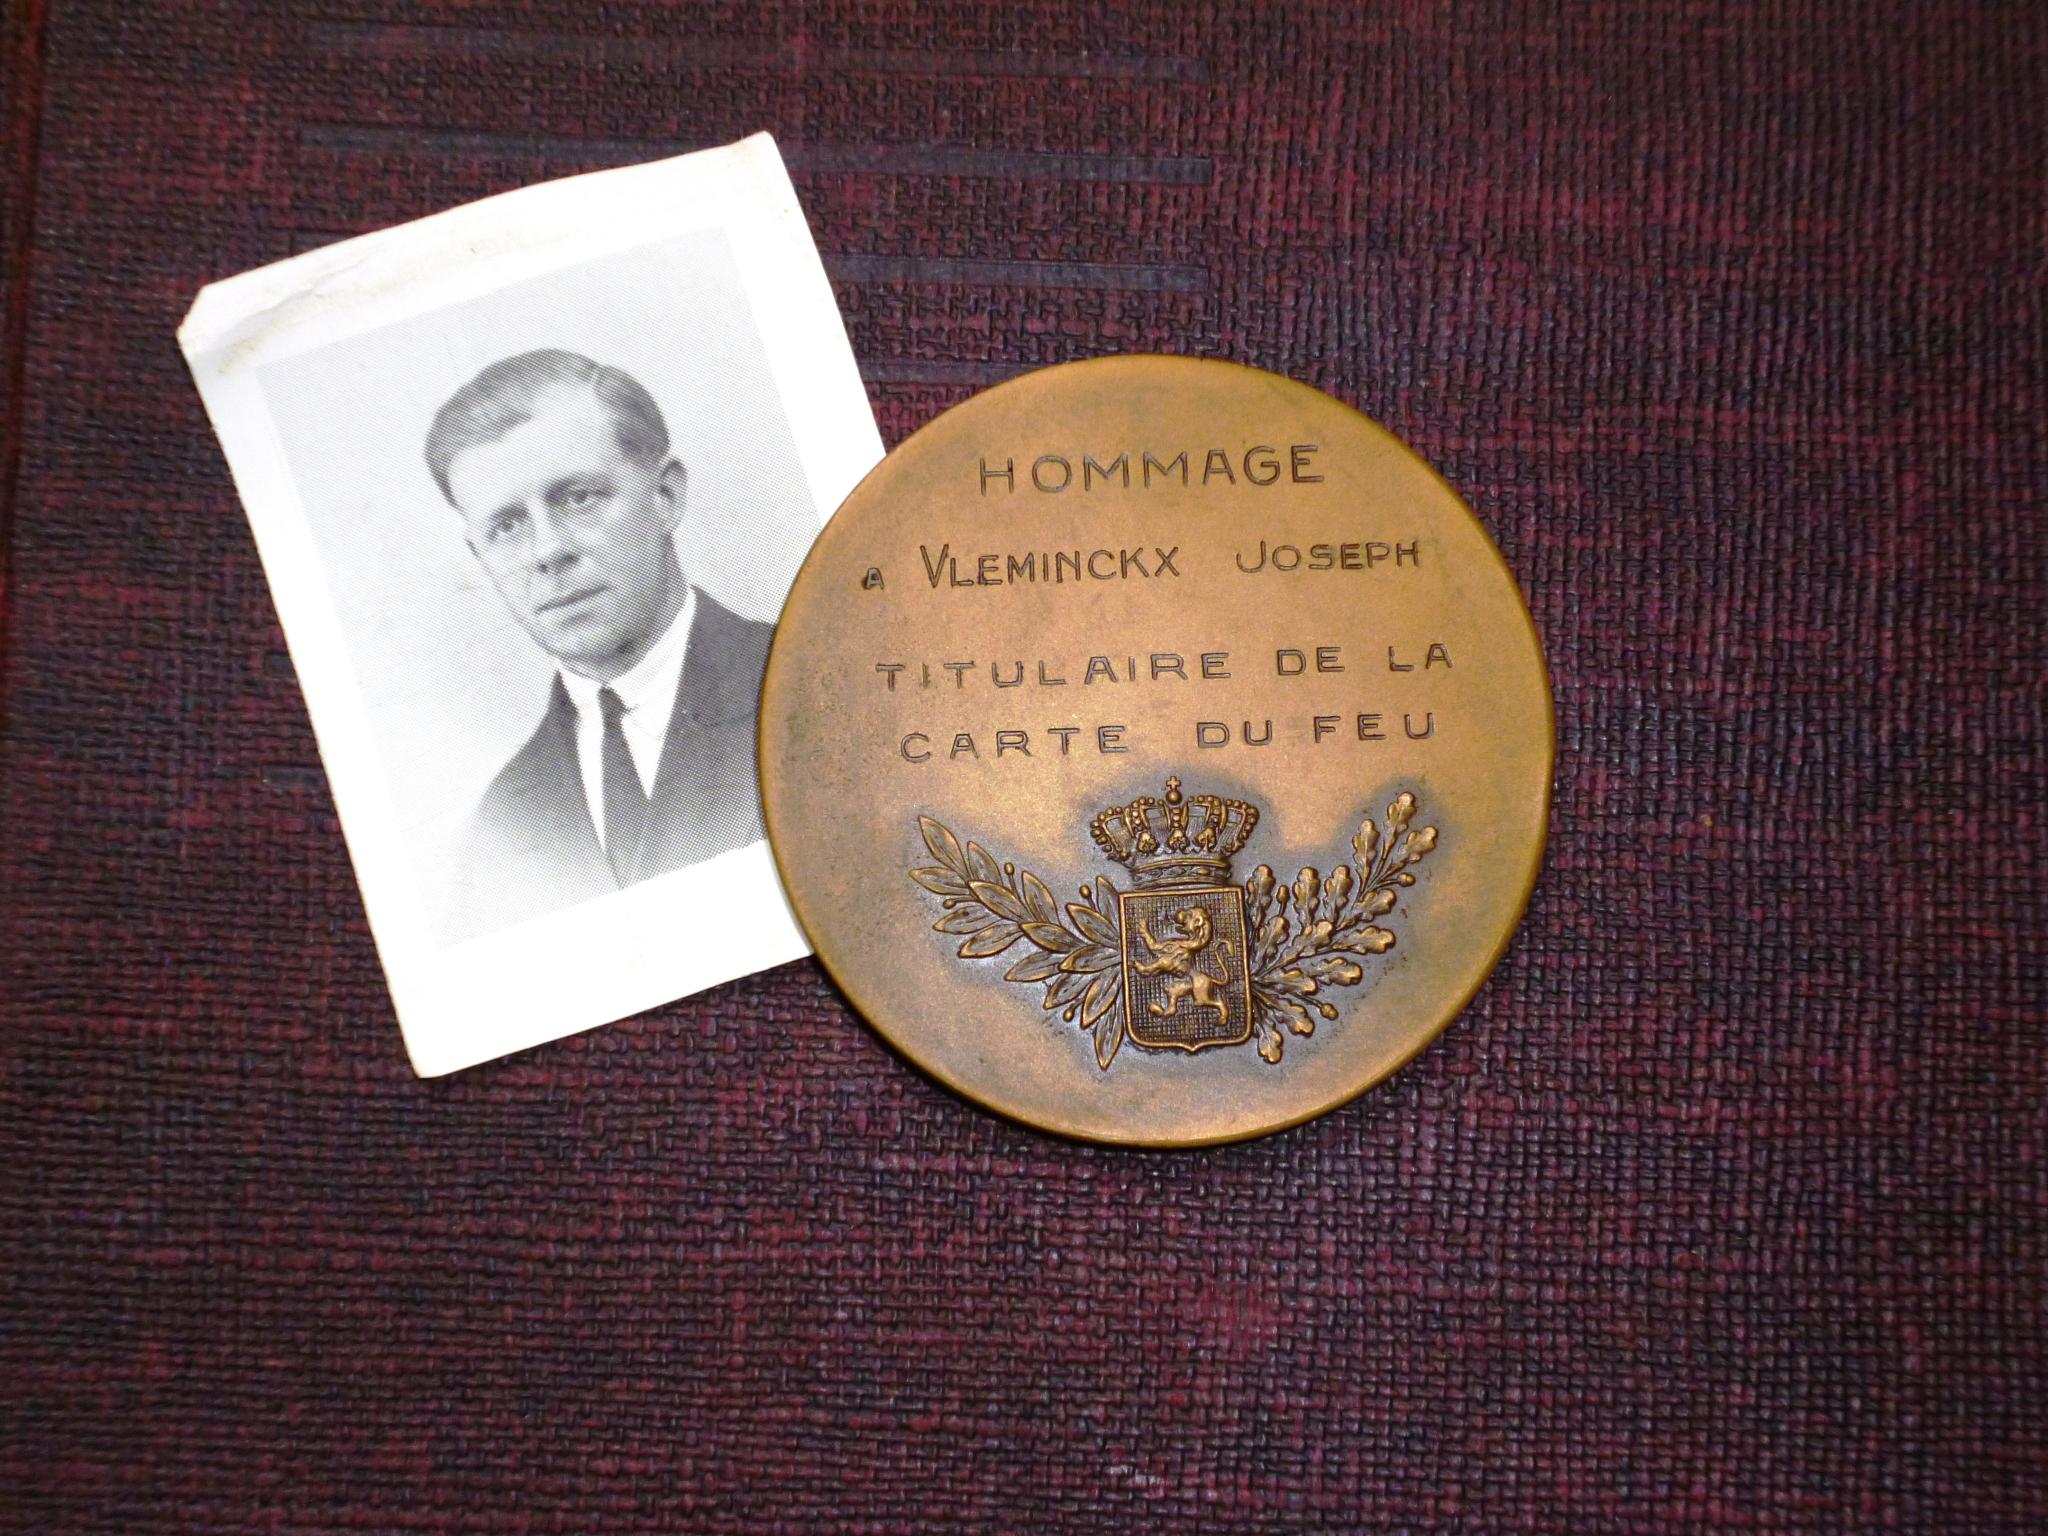 HOMMAGE
A VLEMINCKX JOSEPH
TITULAIRE DE LA
CARTE DU FEU